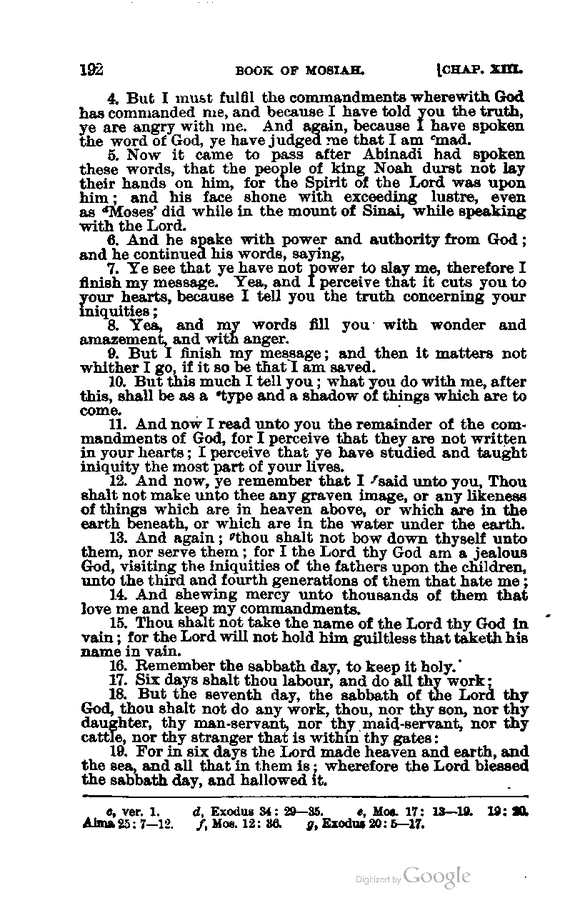 192 BOOK OF MOSIAH. [CHAP. XIII.
4. But I must fulfil the commandments wherewith God
has commanded me, and because I have told you the truth,
ye are angry with me. And again, because I have spoken
the word of God, ye have judged me that I am cmad.
5. Now it came to pass after Abinadi had spoken
these words, that the people of king Noah durst not lay
their hands on him, for the Spirit of the Lord was upon
him; and his face shone with exceeding lustre, even
as dMoses' did while in the mount of Sinai, while speaking
with the Lord.
6. And he spake with power and authority from God;
and he continued his words, saying,
7. Ye see that ye have not power to slay me, therefore I
finish my message. Yea, and I perceive that it cuts you to
your hearts, because I tell you the truth concerning your
iniquities;
8. Yea, and my words fill you with wonder and
amazement, and with anger.
9. But I finish my message; and then it matters not
whither I go, if it so be that I am saved.
10. But this much I tell you; what you do with me, after
this, shall be as a etype and a shadow of things which are to
come.
11. And now I read unto you the remainder of the com-
mandments of God, for I perceive that they are not written
in your hearts; I perceive that ye have studied and taught
iniquity the most part of your lives.
12. And now, ye remember that I fsaid unto you, Thou
shalt not make unto thee any graven image, or any likeness
of things which are in heaven above, or which are in the
earth beneath, or which are in the water under the earth.
13. And again; gthou shalt not bow down thyself unto
them, nor serve them; for I the Lord thy God am a jealous
God, visiting the iniquities of the fathers upon the children,
unto the third and fourth generations of them that hate me;
14. And shewing mercy unto thousands of them that
love me and keep my commandments.
15. Thou shalt not take the name of the Lord thy God in
vain; for the Lord will not hold him guiltless that taketh his
name in vain.
16. Remember the sabbath day, to keep it holy.
17. Six days shalt thou labour, and do all thy work;
18. But the seventh day, the sabbath of the Lord thy
God, thou shalt not do any work, thou, nor thy son, nor thy
daughter, thy man-servant, nor thy maid-servant, nor thy
cattle, nor thy stranger that is within thy gates:
19. For in six days the Lord made heaven and earth, and
the sea, and all that in them is; wherefore the Lord blessed
the sabbath day, and hallowed it.
c, ver. 1. d, Exodus 34: 29—35. e, Mos. 17: 13—19. 19: 20.
Alma 25: 7—12. f, Mos. 12: 36. g, Exodus 20: 5—17.
Digitized by Google